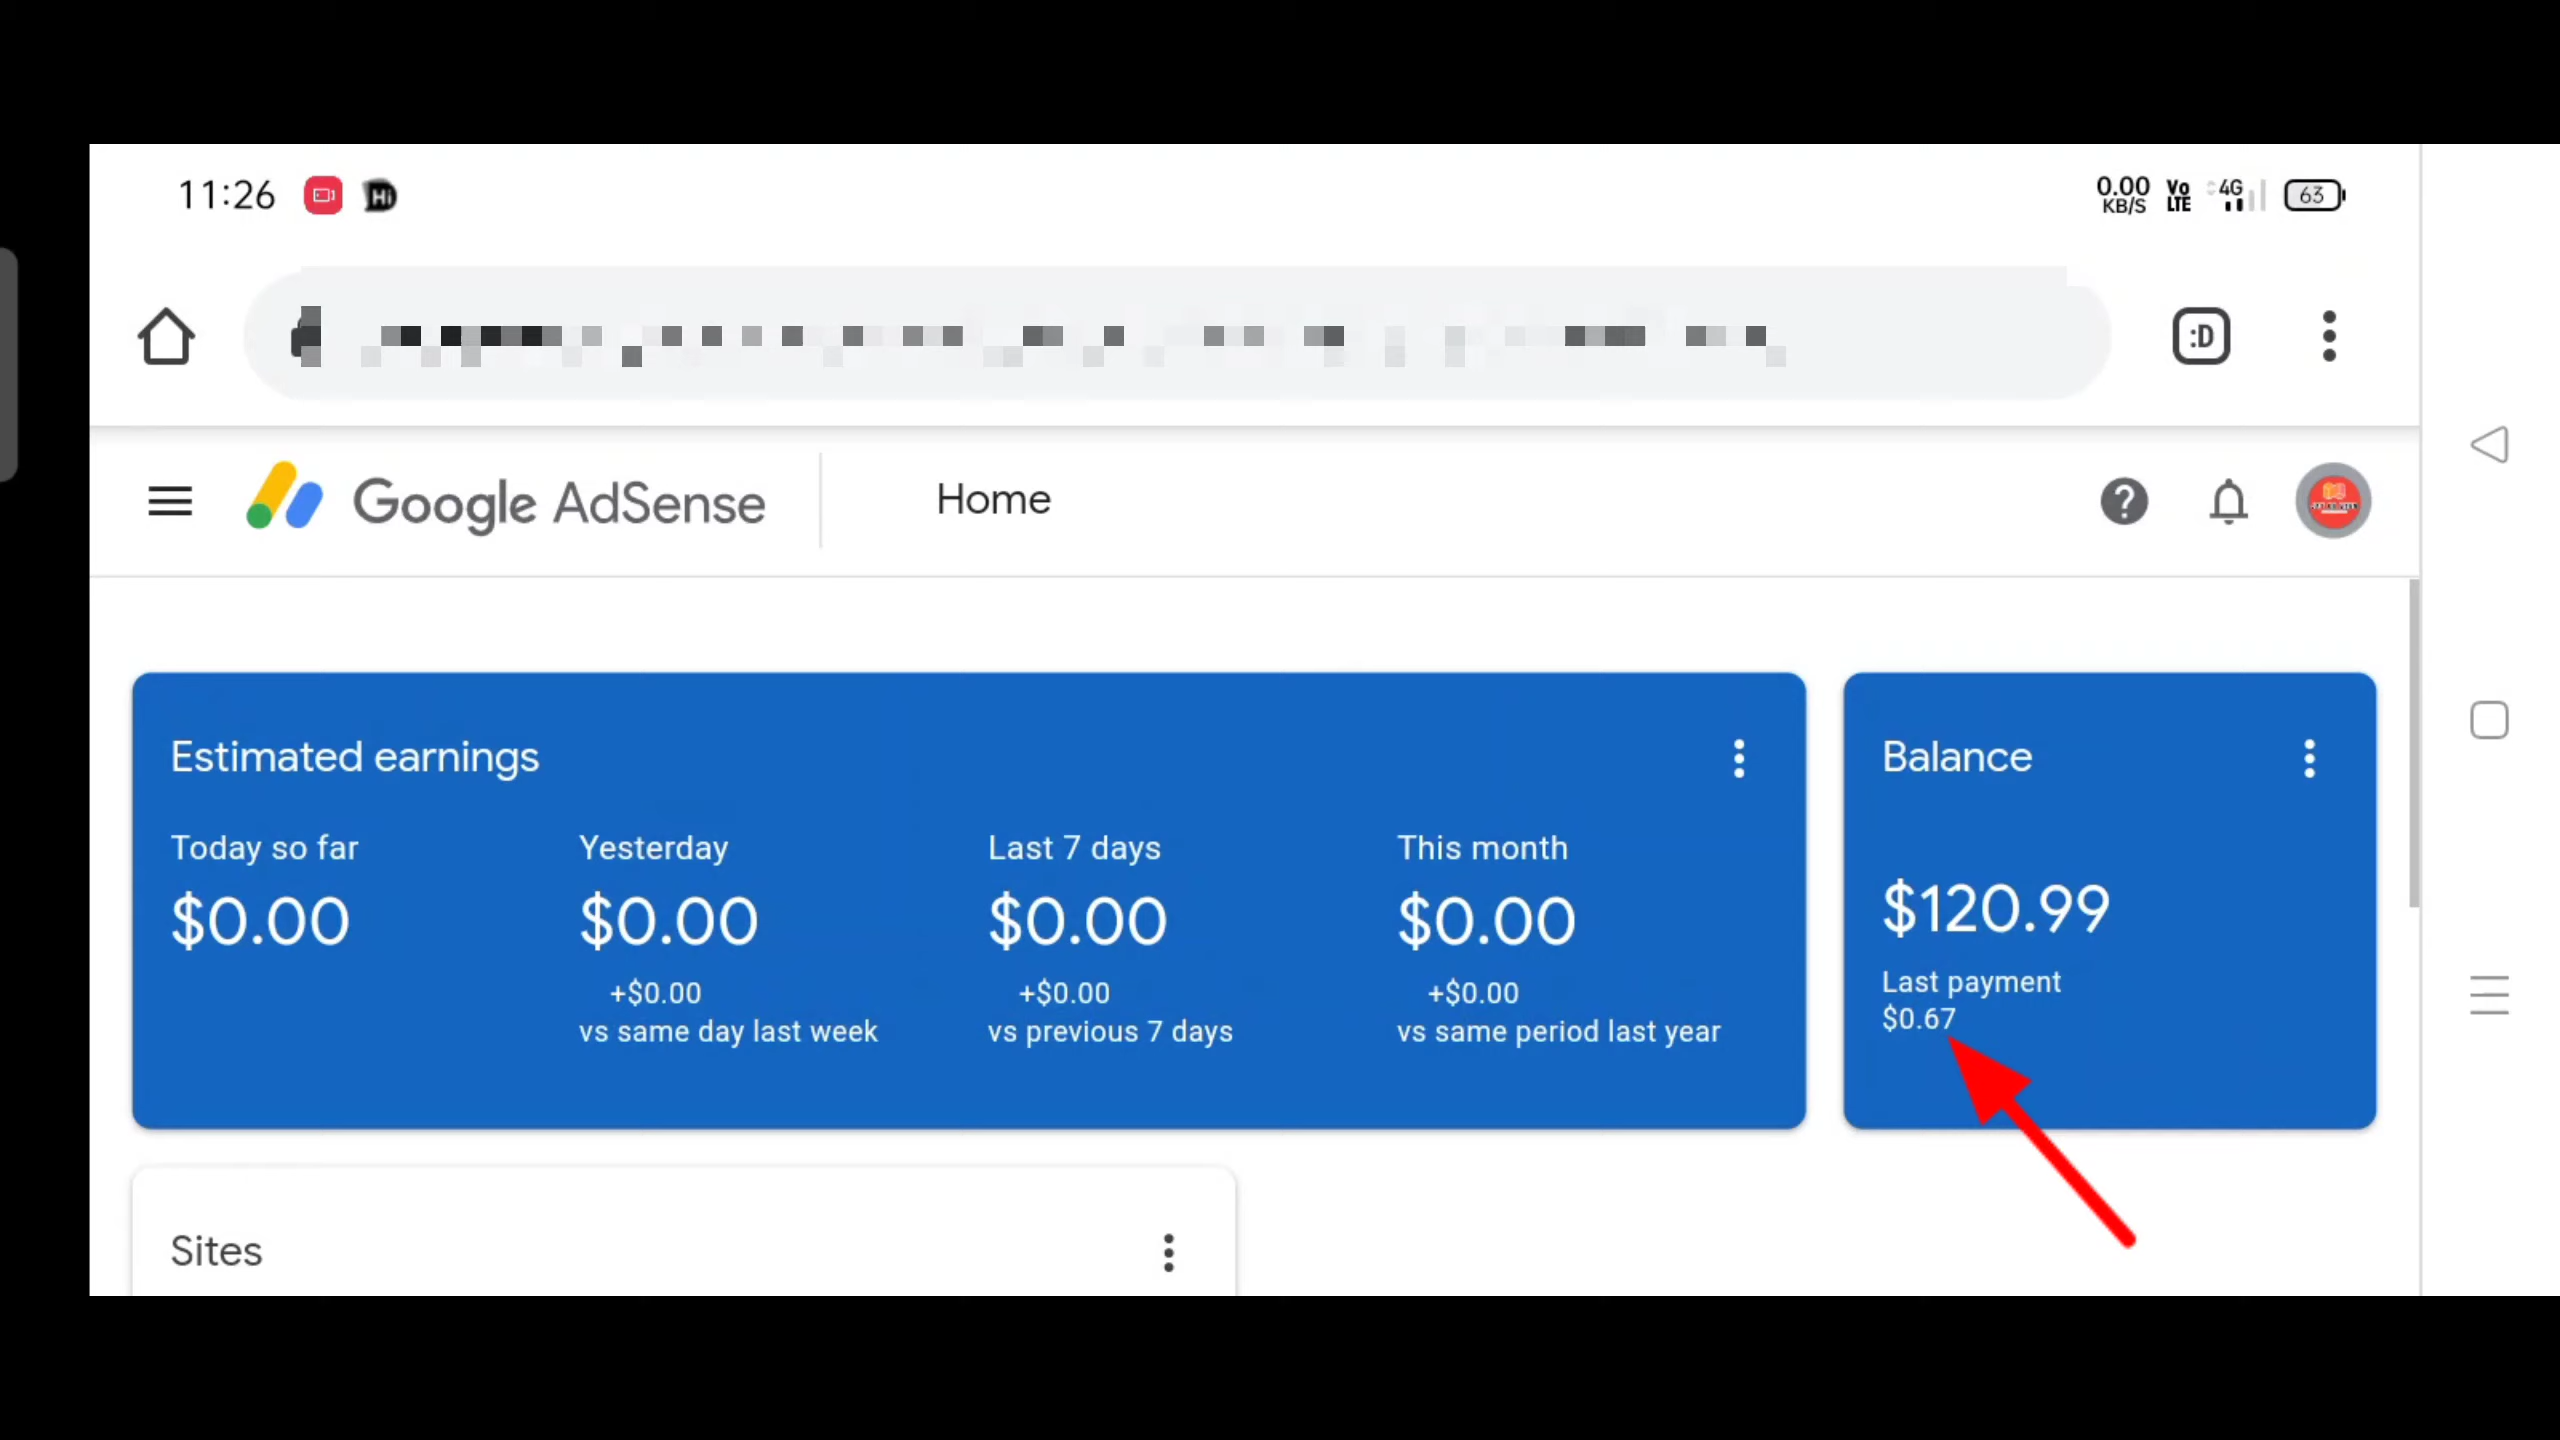 11:26
Hi
0.00
KB/S
Vo
LTE
4G
63
:D
Google AdSense
Home
Estimated earnings
Today so far
$0.00
Yesterday
$0.00
+$0.00
vs same day last week
Last 7 days
$0.00
+$0.00
vs previous 7 days
This month
$0.00
+$0.00
vs same period last year
Balance
$120.99
Last payment
$0.67
Sites